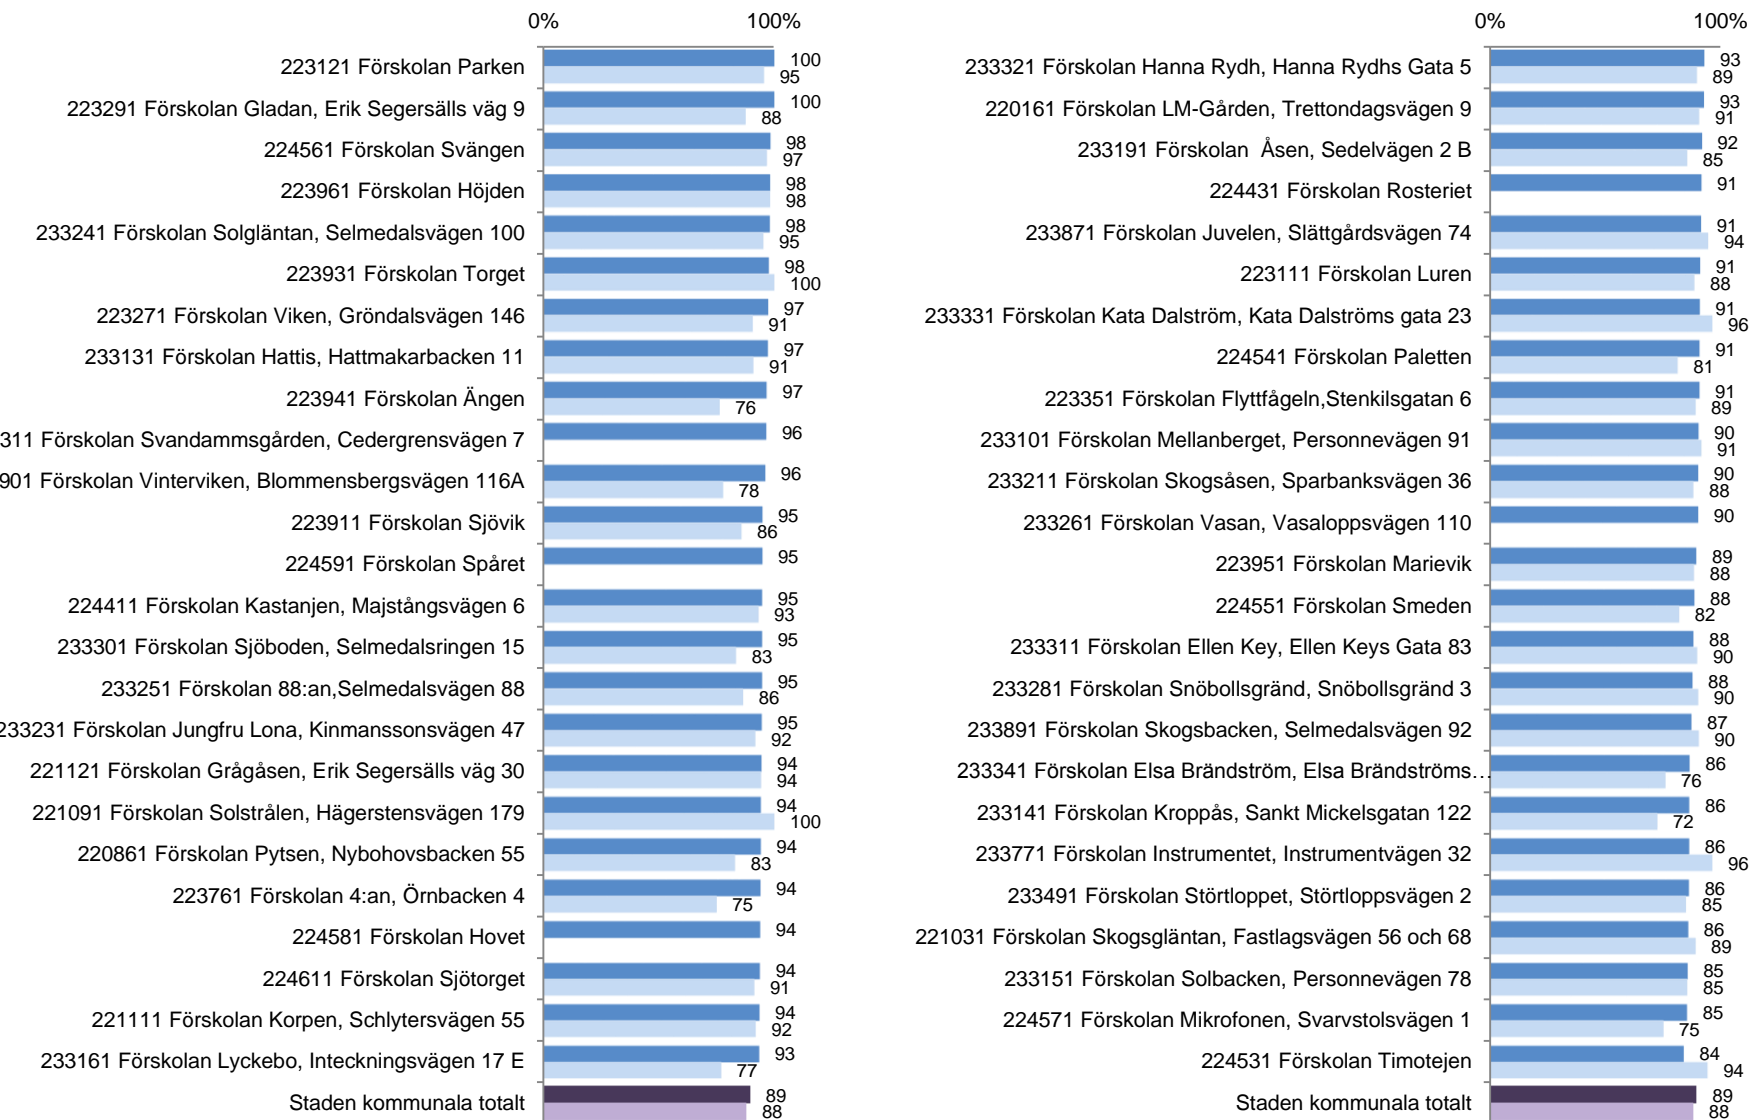 0% 100%
223121 Förskolan Parken 100
95
223291 Förskolan Gladan, Erik Segersälls väg 9 100
88
224561 Förskolan Svängen 98
97
223961 Förskolan Höjden 98
98
233241 Förskolan Solgläntan, Selmedalsvägen 100 98
95
223931 Förskolan Torget 98
100
223271 Förskolan Viken, Gröndalsvägen 146 97
91
233131 Förskolan Hattis, Hattmakarbacken 11 97
91
223941 Förskolan Ängen 97
76
311 Förskolan Svandammsgården, Cedergrensvägen 7 96
901 Förskolan Vinterviken, Blommensbergsvägen 116A 96
78
223911 Förskolan Sjövik 95
86
224591 Förskolan Spåret 95
224411 Förskolan Kastanjen, Majstångsvägen 6 95
93
233301 Förskolan Sjöboden, Selmedalsringen 15 95
83
233251 Förskolan 88:an,Selmedalsvägen 88 95
86
233231 Förskolan Jungfru Lona, Kinmanssonsvägen 47 95
92
221121 Förskolan Grågåsen, Erik Segersälls väg 30 94
94
221091 Förskolan Solstrålen, Hägerstensvägen 179 94
100
220861 Förskolan Pytsen, Nybohovsbacken 55 94
83
223761 Förskolan 4:an, Örnbacken 4 94
75
224581 Förskolan Hovet 94
224611 Förskolan Sjötorget 94
91
221111 Förskolan Korpen, Schlytersvägen 55 94
92
233161 Förskolan Lyckebo, Inteckningsvägen 17 E 93
77
Staden kommunala totalt 89
88
0% 100%
233321 Förskolan Hanna Rydh, Hanna Rydhs Gata 5 93
89
220161 Förskolan LM-Gården, Trettondagsvägen 9 93
91
233191 Förskolan  Åsen, Sedelvägen 2 B 92
85
224431 Förskolan Rosteriet 91
233871 Förskolan Juvelen, Slättgårdsvägen 74 91
94
223111 Förskolan Luren 91
88
233331 Förskolan Kata Dalström, Kata Dalströms gata 23 91
96
224541 Förskolan Paletten 91
81
223351 Förskolan Flyttfågeln,Stenkilsgatan 6 91
89
233101 Förskolan Mellanberget, Personnevägen 91 90
91
233211 Förskolan Skogsåsen, Sparbanksvägen 36 90
88
233261 Förskolan Vasan, Vasaloppsvägen 110 90
223951 Förskolan Marievik 89
88
224551 Förskolan Smeden 88
82
233311 Förskolan Ellen Key, Ellen Keys Gata 83 88
90
233281 Förskolan Snöbollsgränd, Snöbollsgränd 3 88
90
233891 Förskolan Skogsbacken, Selmedalsvägen 92 87
90
233341 Förskolan Elsa Brändström, Elsa Brändströms… 86
76
233141 Förskolan Kroppås, Sankt Mickelsgatan 122 86
72
233771 Förskolan Instrumentet, Instrumentvägen 32 86
96
233491 Förskolan Störtloppet, Störtloppsvägen 2 86
85
221031 Förskolan Skogsgläntan, Fastlagsvägen 56 och 68 86
89
233151 Förskolan Solbacken, Personnevägen 78 85
85
224571 Förskolan Mikrofonen, Svarvstolsvägen 1 85
75
224531 Förskolan Timotejen 84
94
Staden kommunala totalt 89
88